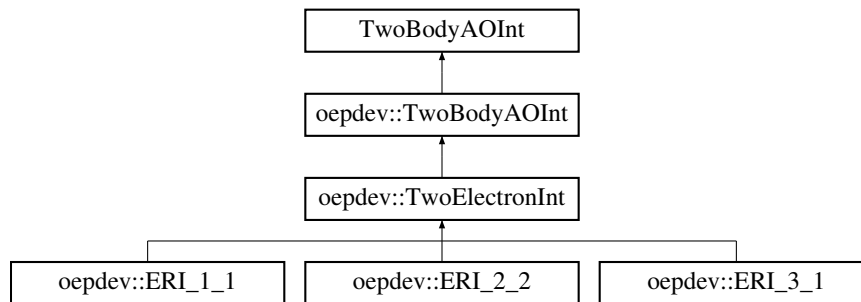 TwoBodyAOInt
oepdev::TwoBodyAOInt
oepdev::TwoElectronInt
oepdev::ERI_1_1
oepdev::ERI_2_2
oepdev::ERI_3_1